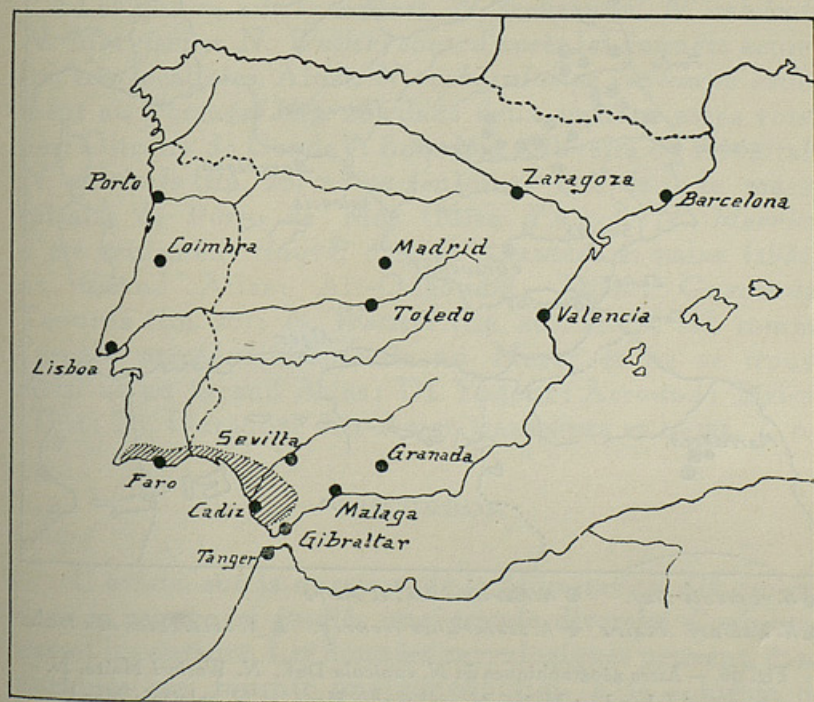 Porto
Zaragoza
Barcelona
Coimbra
Madrid
Toledo
Valencia
Lisboa
Sevilla
Granada
Faro
Cadiz
Malaga
Gibraltar
Tanger